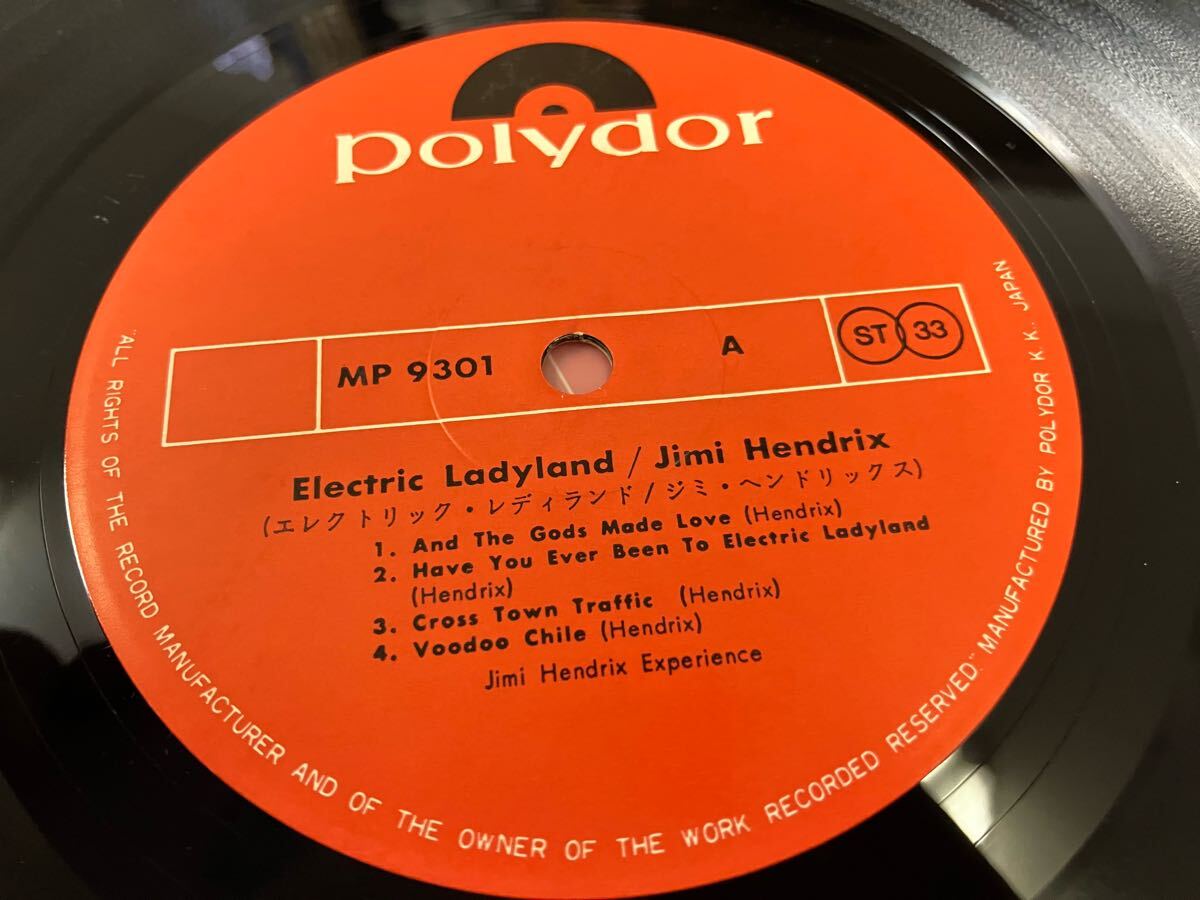 polydor
MP 9301
A
ST 33
Electric Ladyland / Jimi Hendrix
(エレクトリック・レディランド/ジミ・ヘンドリックス)
1. And The Gods Made Love (Hendrix)
2. Have You Ever Been To Electric Ladyland
(Hendrix)
3. Cross Town Traffic (Hendrix)
4. Voodoo Chile (Hendrix)
Jimi Hendrix Experience
"ALL RIGHTS OF THE RECORD MANUFACTURER AND OF THE OWNER OF THE WORK RECORDED RESERVED." MANUFACTURED BY POLYDOR K.K., JAPAN